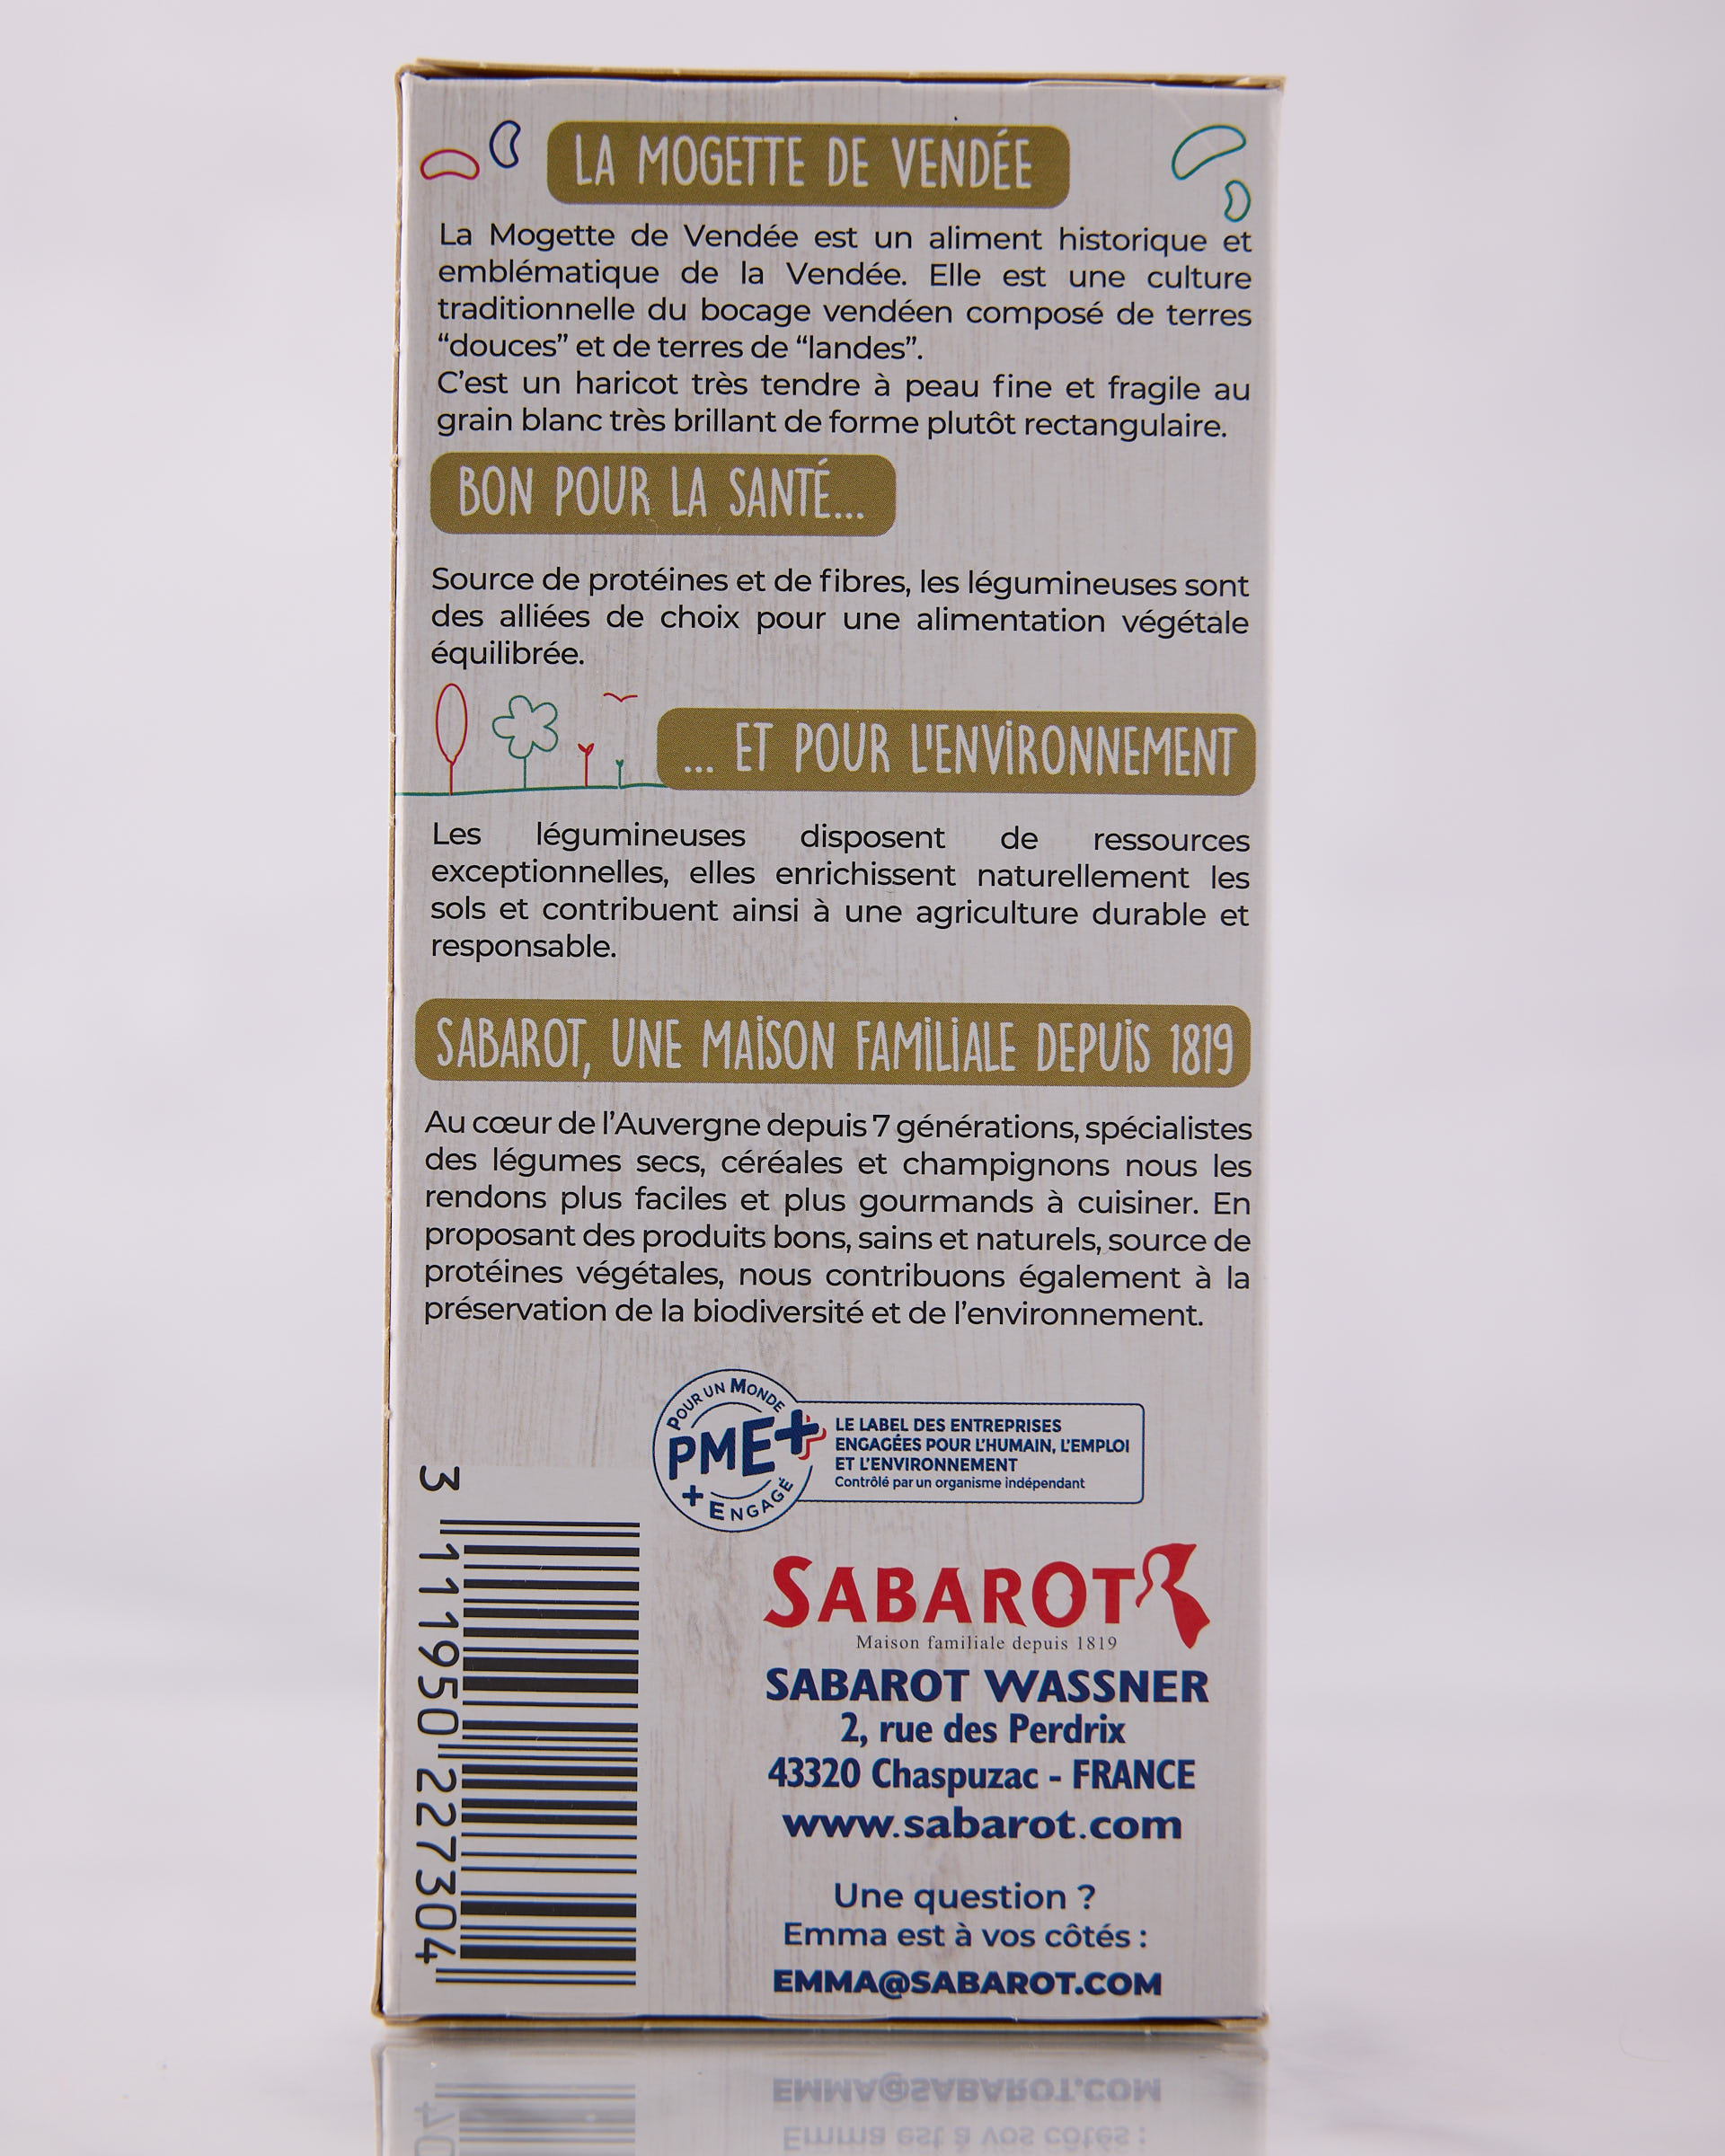 LA MOGETTE DE VENDÉE
La Mogette de Vendée est un aliment historique et
emblématique de la Vendée. Elle est une culture
traditionnelle du bocage vendéen composé de terres
“douces” et de terres de “landes”.
C’est un haricot très tendre à peau fine et fragile au
grain blanc très brillant de forme plutôt rectangulaire.
BON POUR LA SANTÉ...
Source de protéines et de fibres, les légumineuses sont
des alliées de choix pour une alimentation végétale
équilibrée.
... ET POUR L'ENVIRONNEMENT
Les légumineuses disposent de ressources
exceptionnelles, elles enrichissent naturellement les
sols et contribuent ainsi à une agriculture durable et
responsable.
SABAROT, UNE MAISON FAMILIALE DEPUIS 1819
Au cœur de l’Auvergne depuis 7 générations, spécialistes
des légumes secs, céréales et champignons nous les
rendons plus faciles et plus gourmands à cuisiner. En
proposant des produits bons, sains et naturels, source de
protéines végétales, nous contribuons également à la
préservation de la biodiversité et de l’environnement.
POUR UN MONDE
PME+
+ ENGAGÉ
LE LABEL DES ENTREPRISES
ENGAGÉES POUR L’HUMAIN, L’EMPLOI
ET L’ENVIRONNEMENT
Contrôlé par un organisme indépendant
3 111950 227304
SABAROT
Maison familiale depuis 1819
SABAROT WASSNER
2, rue des Perdrix
43320 Chaspuzac - FRANCE
www.sabarot.com
Une question ?
Emma est à vos côtés :
EMMA@SABAROT.COM